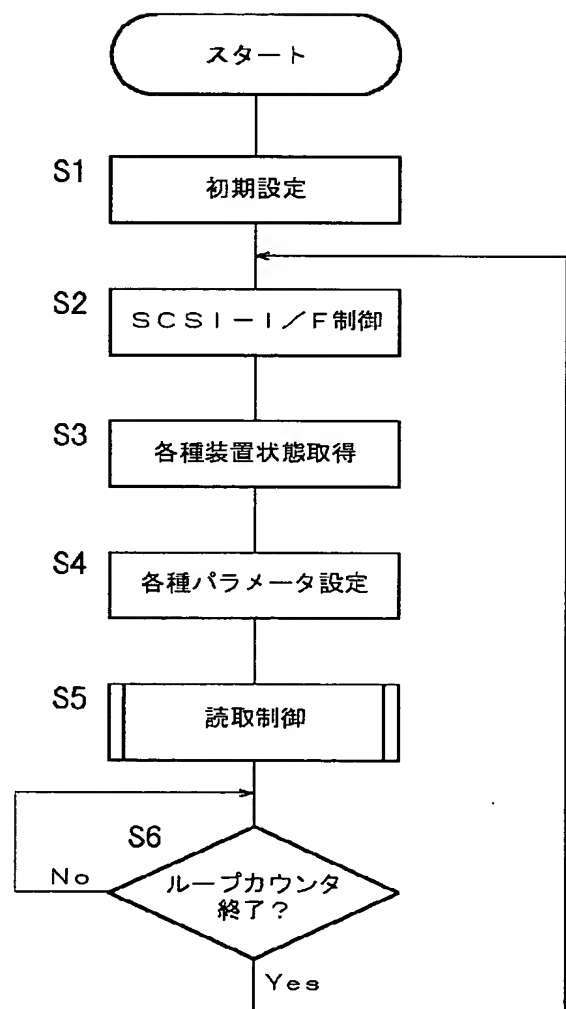 スタート
S1
初期設定
S2
SCSI-I/F制御
S3
各種装置状態取得
S4
各種パラメータ設定
S5
読取制御
S6
No
ループカウンタ
終了?
Yes